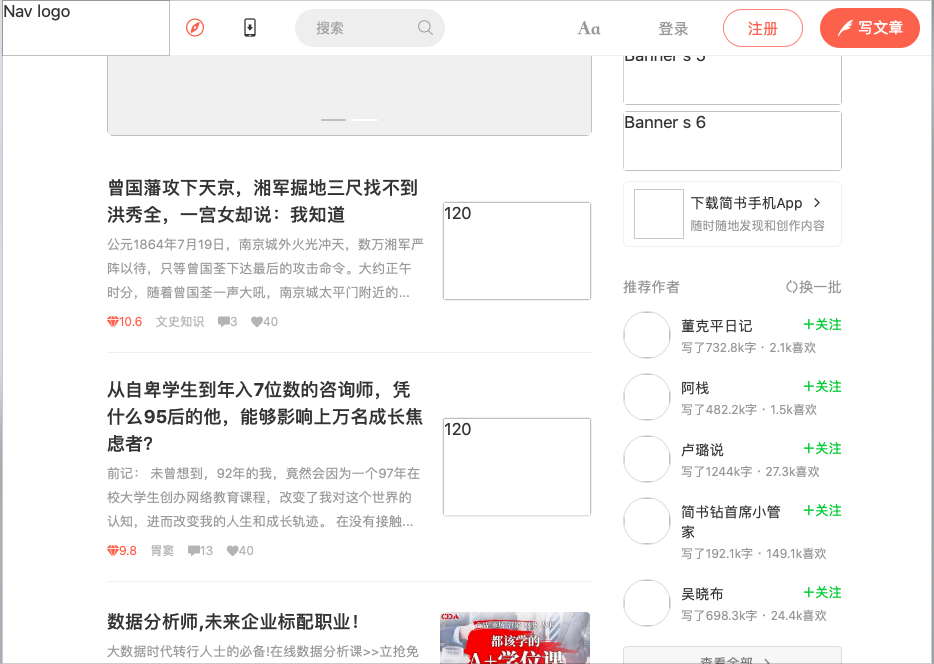 Nav logo
搜索
Aa
登录
注册
写文章
Banner s 5
Banner s 6
下载简书手机App
随时随地发现和创作内容
曾国藩攻下天京，湘军掘地三尺找不到
洪秀全，一宫女却说：我知道
公元1864年7月19日，南京城外火光冲天，数万湘军严
阵以待，只等曾国荃下达最后的攻击命令。大约正午
时分，随着曾国荃一声大吼，南京城太平门附近的...
10.6 文史知识 3 40
120
从自卑学生到年入7位数的咨询师，凭
什么95后的他，能够影响上万名成长焦
虑者？
前记： 未曾想到，92年的我，竟然会因为一个97年在
校大学生创办网络教育课程，改变了我对这个世界的
认知，进而改变我的人生和成长轨迹。 在没有接触...
9.8 胃窦 13 40
120
数据分析师,未来企业标配职业！
大数据时代转行人士的必备!在线数据分析课>>立抢免
CDA
都该学的
A+学位课
推荐作者
换一批
董克平日记
+关注
写了732.8k字 · 2.1k喜欢
阿栈
+关注
写了482.2k字 · 1.5k喜欢
卢璐说
+关注
写了1244k字 · 27.3k喜欢
简书钻首席小管
家
+关注
写了192.1k字 · 149.1k喜欢
吴晓布
+关注
写了698.3k字 · 24.4k喜欢
查看全部